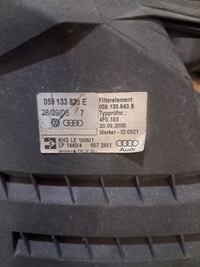 059 133 835 E
28/09/05 7
Filterelement:
059.133.843.B
Typprüfnr.:
4F0.183
20.09.2005
Werker-ID:0921
KHD LX 1006/1
LP 1445/4 657 2861
Audi